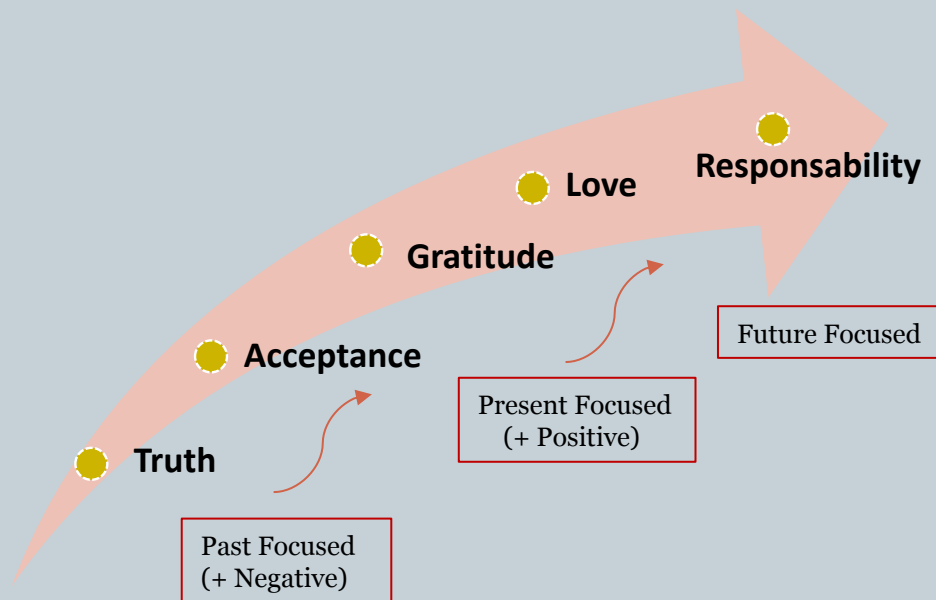 Responsability
Love
Gratitude
Acceptance
Truth
Future Focused
Present Focused
(+ Positive)
Past Focused
(+ Negative)